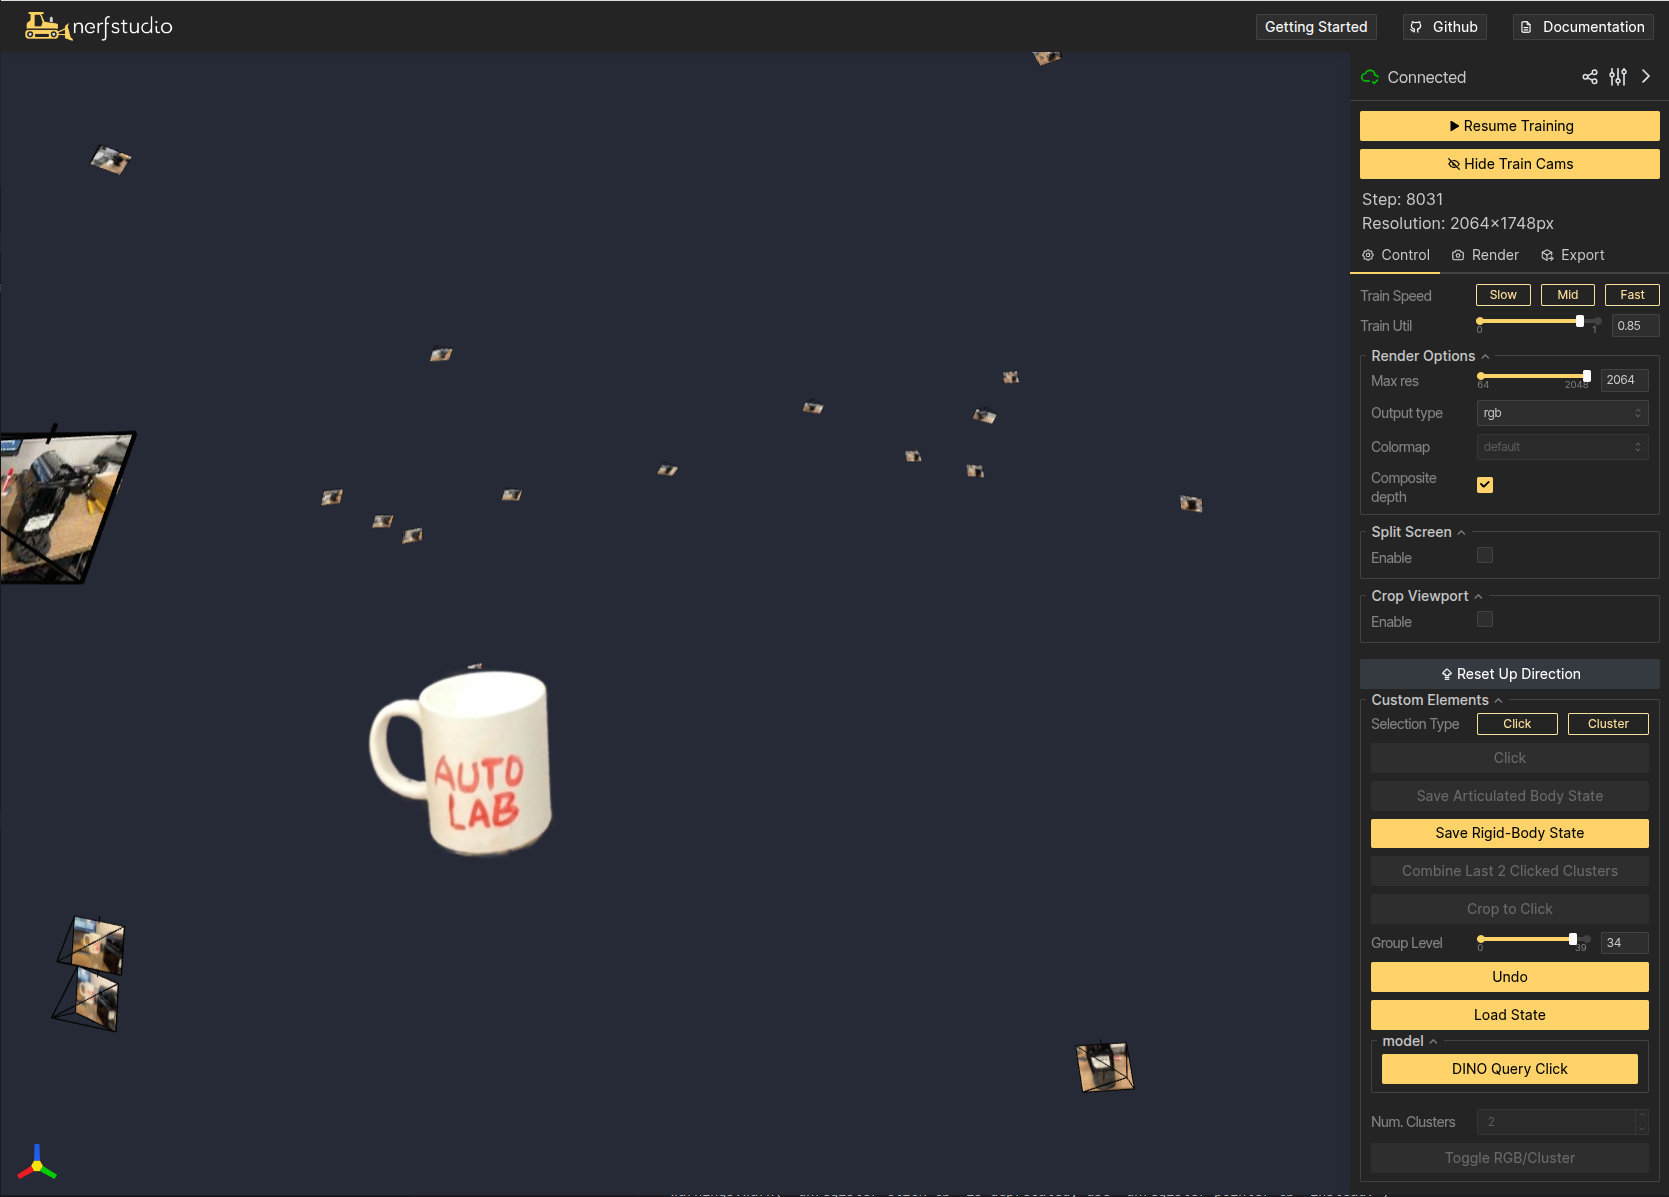 nerfstudio
Getting Started
Github
Documentation
Connected
Resume Training
Hide Train Cams
Step: 8031
Resolution: 2064×1748px
Control
Render
Export
Train Speed
Slow
Mid
Fast
Train Util
0
1
0.85
Render Options
Max res
64
2048
2064
Output type
rgb
Colormap
default
Composite
depth
Split Screen
Enable
Crop Viewport
Enable
Reset Up Direction
Custom Elements
Selection Type
Click
Cluster
Click
Save Articulated Body State
Save Rigid-Body State
Combine Last 2 Clicked Clusters
Crop to Click
Group Level
0
39
34
Undo
Load State
model
DINO Query Click
Num. Clusters
2
Toggle RGB/Cluster
AUTO
LAB